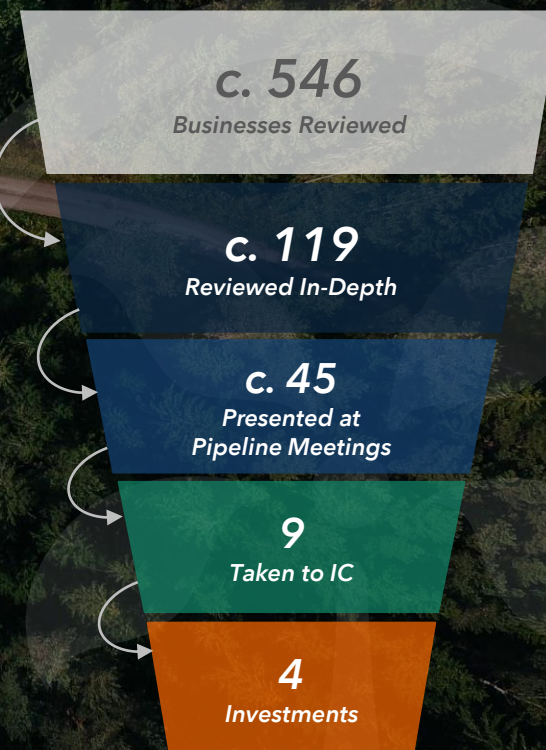 c. 546
Businesses Reviewed
c. 119
Reviewed In-Depth
c. 45
Presented at
Pipeline Meetings
9
Taken to IC
4
Investments